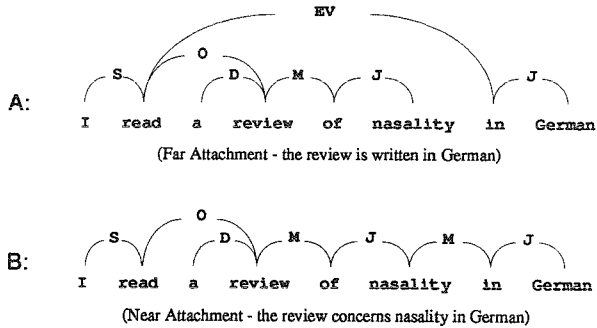 EV
O
S D M J J
A:
I read a review of nasality in German
(Far Attachment - the review is written in German)
O
S D M J M J
B:
I read a review of nasality in German
(Near Attachment - the review concerns nasality in German)